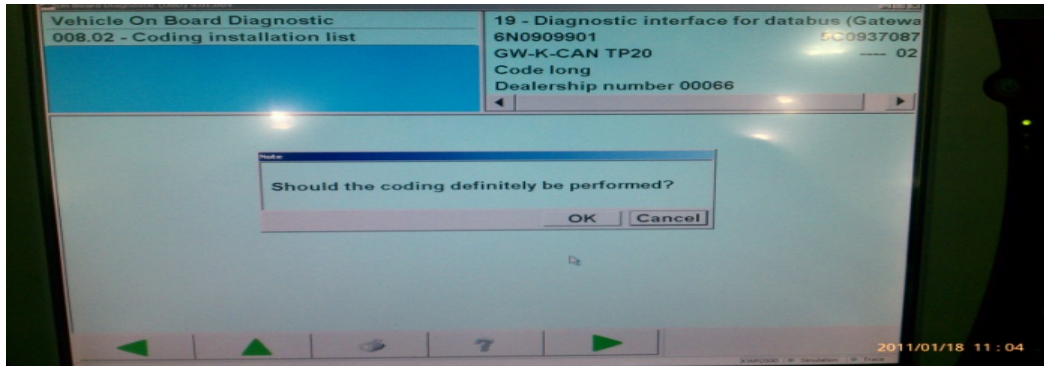 Vehicle On Board Diagnostic
008.02 - Coding installation list
19 - Diagnostic interface for databus (Gatewa
6N0909901 5C0937087
GW-K-CAN TP20 ---- 02
Code long
Dealership number 00066
Note
Should the coding definitely be performed?
OK Cancel
?
2011/01/18 11:04
Simulation Trace